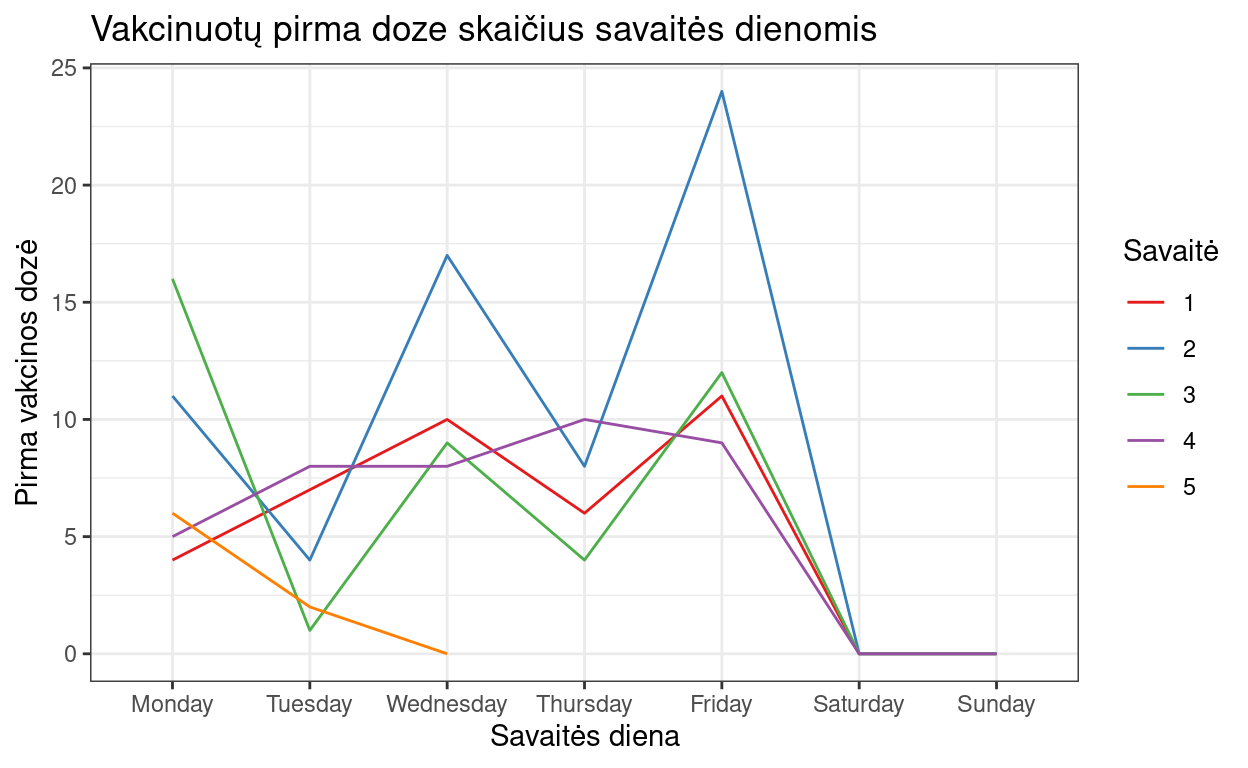 Vakcinuotų pirma doze skaičius savaitės dienomis
25
20
15
10
5
0
Pirma vakcinos dozė
Monday Tuesday Wednesday Thursday Friday Saturday Sunday
Savaitės diena
Savaitė
1
2
3
4
5